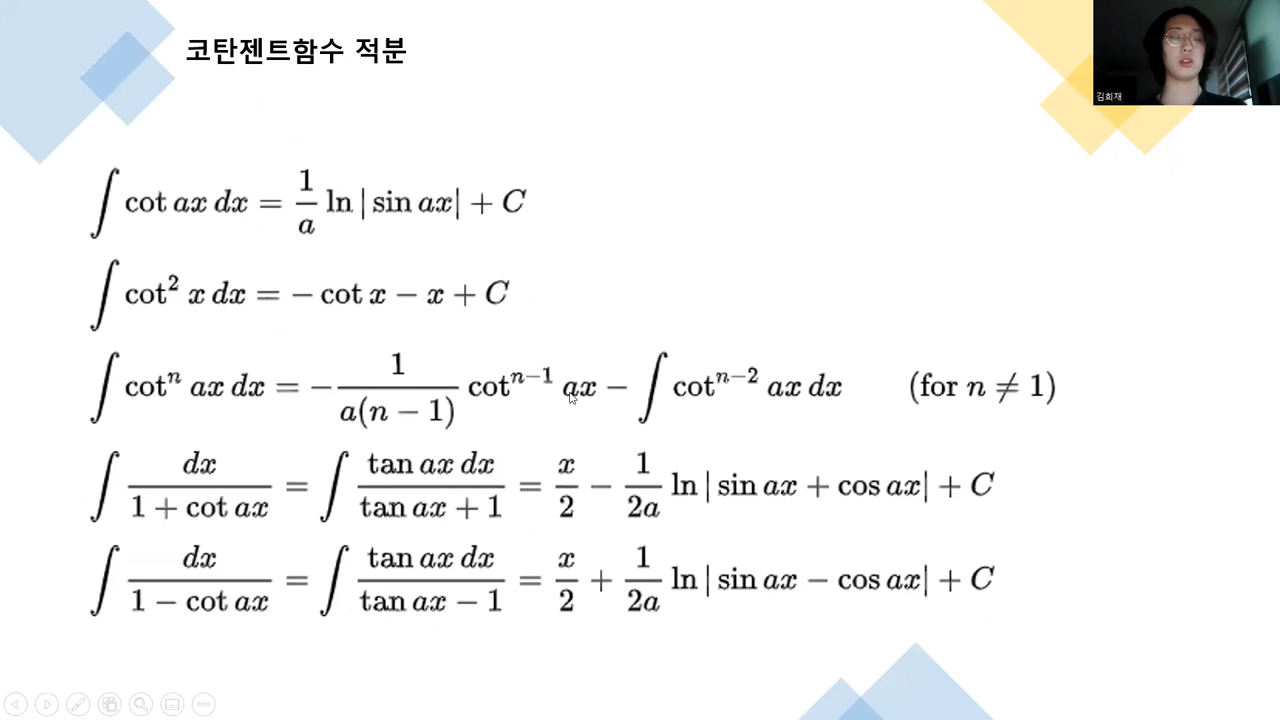 코탄젠트함수 적분
김희재
∫ cot ax dx = 1/a ln |sin ax| + C
∫ cot² x dx = − cot x − x + C
∫ cotⁿ ax dx = − 1/(a(n − 1)) cotⁿ⁻¹ ax − ∫ cotⁿ⁻² ax dx (for n ≠ 1)
∫ dx/(1 + cot ax) = ∫ (tan ax dx)/(tan ax + 1) = x/2 − 1/(2a) ln |sin ax + cos ax| + C
∫ dx/(1 − cot ax) = ∫ (tan ax dx)/(tan ax − 1) = x/2 + 1/(2a) ln |sin ax − cos ax| + C